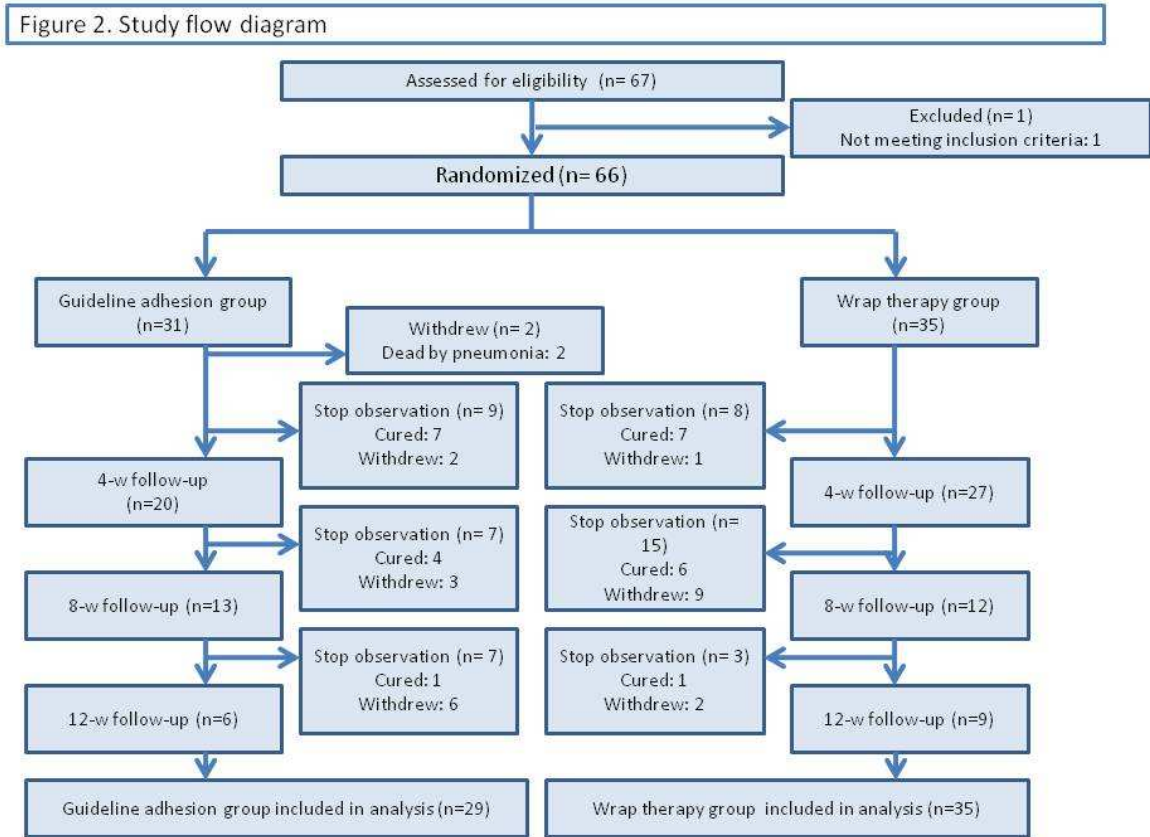 Figure 2. Study flow diagram
Assessed for eligibility (n= 67)
Excluded (n= 1)
Not meeting inclusion criteria: 1
Randomized (n= 66)
Guideline adhesion group
(n=31)
Wrap therapy group
(n=35)
Withdrew (n= 2)
Dead by pneumonia: 2
Stop observation (n= 9)
Cured: 7
Withdrew: 2
Stop observation (n= 8)
Cured: 7
Withdrew: 1
4-w follow-up
(n=20)
4-w follow-up (n=27)
Stop observation (n= 7)
Cured: 4
Withdrew: 3
Stop observation (n=
15)
Cured: 6
Withdrew: 9
8-w follow-up (n=13)
8-w follow-up (n=12)
Stop observation (n= 7)
Cured: 1
Withdrew: 6
Stop observation (n= 3)
Cured: 1
Withdrew: 2
12-w follow-up (n=6)
12-w follow-up (n=9)
Guideline adhesion group included in analysis (n=29)
Wrap therapy group included in analysis (n=35)